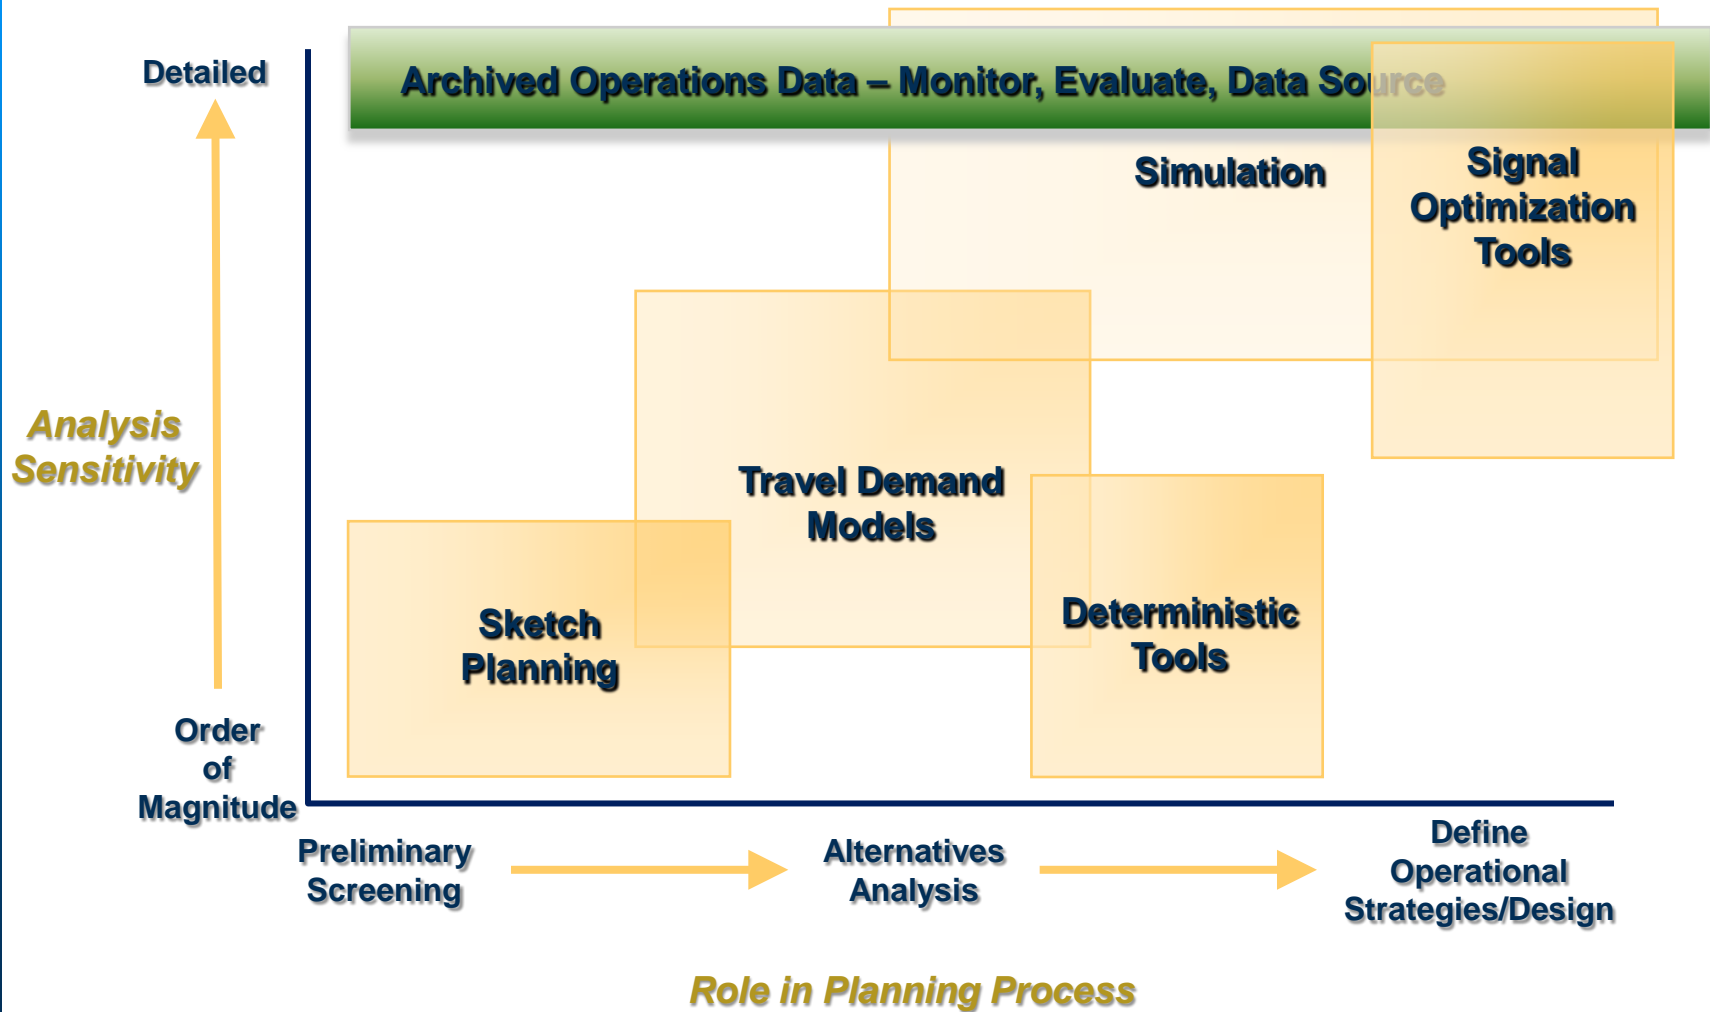 Detailed
Archived Operations Data – Monitor, Evaluate, Data Source
Simulation
Signal
Optimization
Tools
Analysis
Sensitivity
Travel Demand
Models
Sketch
Planning
Deterministic
Tools
Order
of
Magnitude
Preliminary
Screening
Alternatives
Analysis
Define
Operational
Strategies/Design
Role in Planning Process